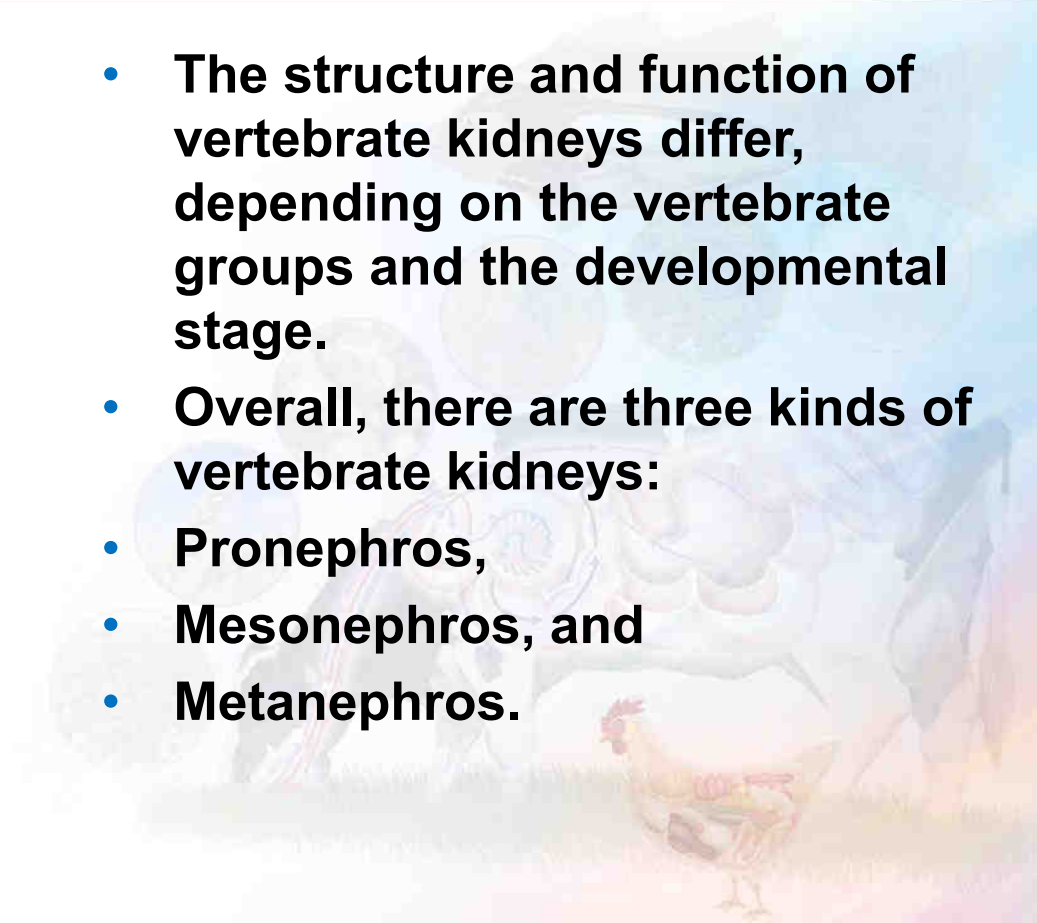 • The structure and function of
vertebrate kidneys differ,
depending on the vertebrate
groups and the developmental
stage.
• Overall, there are three kinds of
vertebrate kidneys:
• Pronephros,
• Mesonephros, and
• Metanephros.